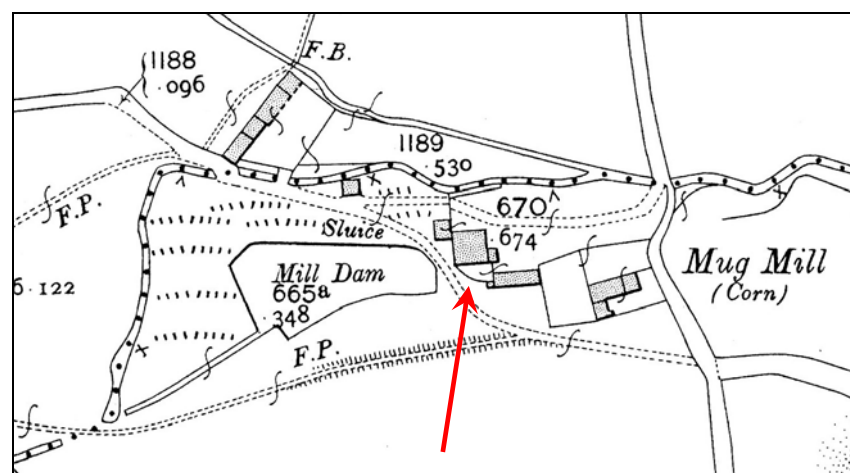 1188
.096
F.B.
1189
.530
F.P.
Sluice
670
.674
Mill Dam
665a
.348
Mug Mill
(Corn)
6.122
F.P.